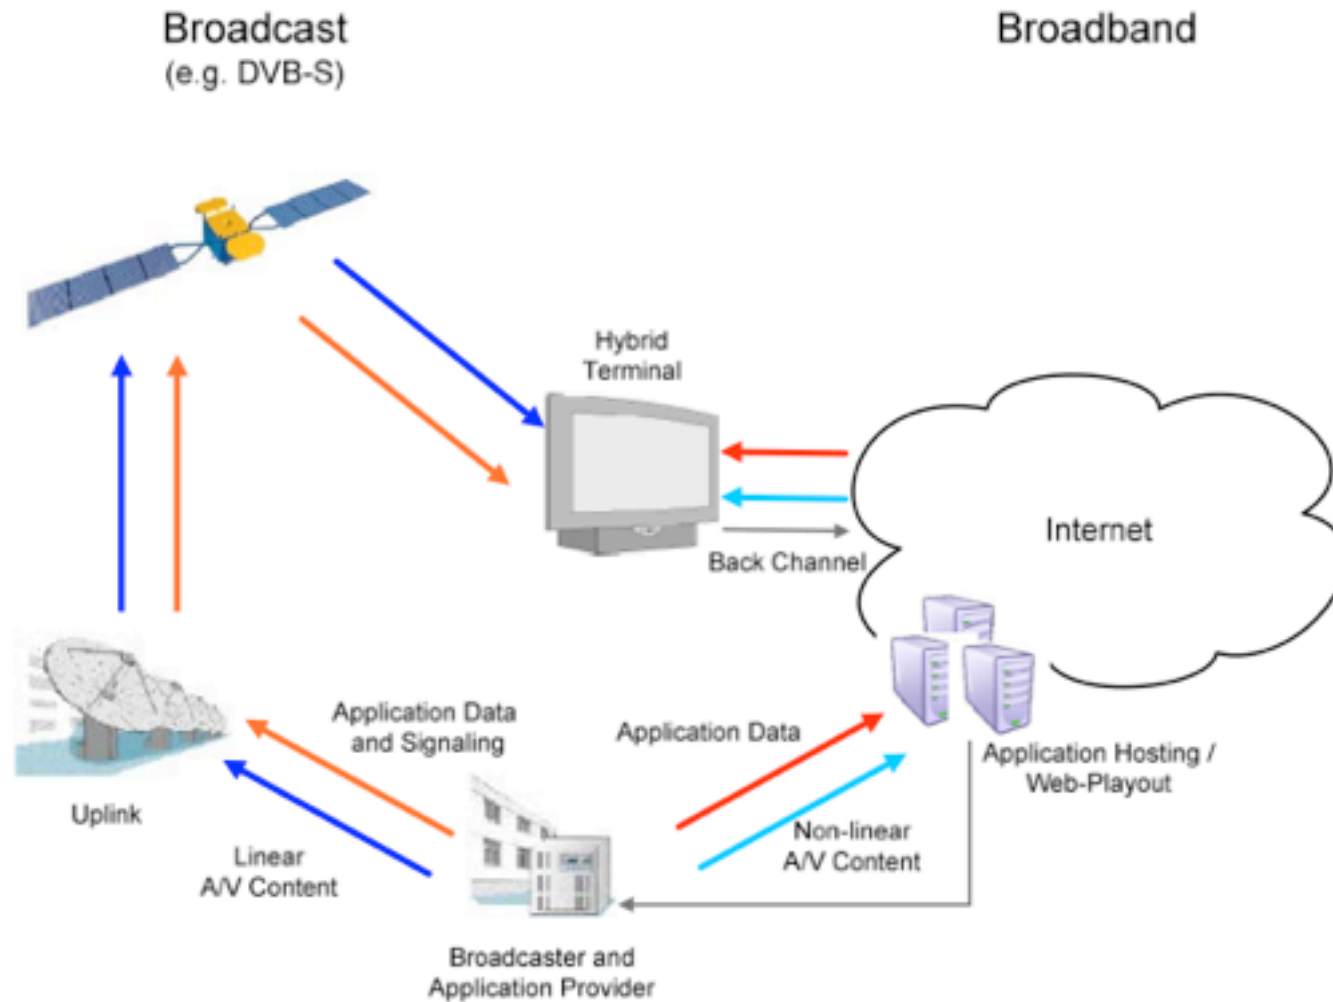 Broadcast
(e.g. DVB-S)
Broadband
Hybrid
Terminal
Internet
Back Channel
Application Data
and Signaling
Application Data
Application Hosting /
Web-Playout
Uplink
Linear
A/V Content
Non-linear
A/V Content
Broadcaster and
Application Provider